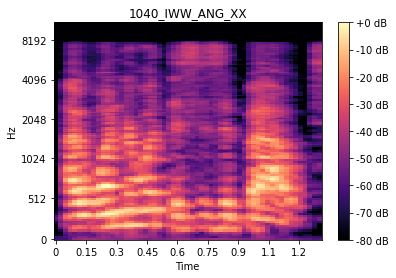 1040_IWW_ANG_XX
+0 dB
8192
-10 dB
4096
-20 dB
-30 dB
2048
Hz
-40 dB
1024
-50 dB
-60 dB
512
-70 dB
0
-80 dB
0 0.15 0.3 0.45 0.6 0.75 0.9 1.1 1.2
Time